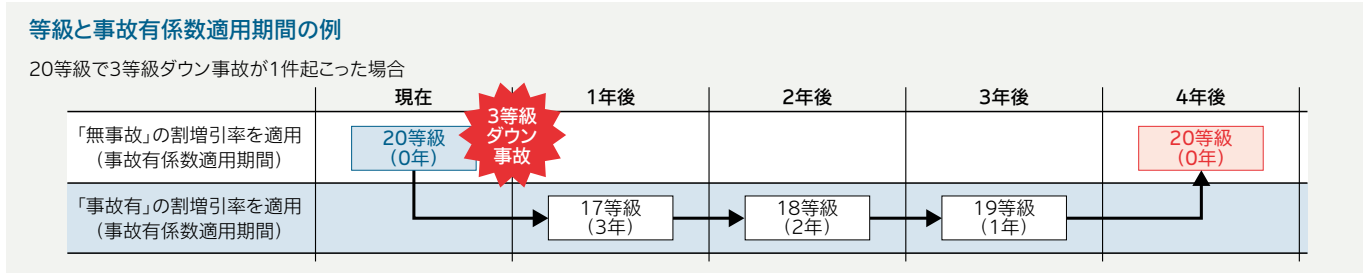 等級と事故有係数適用期間の例
20等級で3等級ダウン事故が1件起こった場合
現在
1年後
2年後
3年後
4年後
3等級
ダウン
事故
「無事故」の割増引率を適用
(事故有係数適用期間)
20等級
(0年)
20等級
(0年)
「事故有」の割増引率を適用
(事故有係数適用期間)
17等級
(3年)
18等級
(2年)
19等級
(1年)